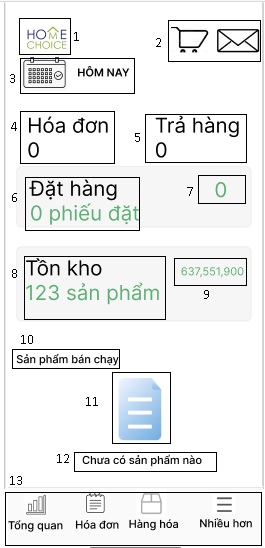 HOME 1
CHOICE
2
3 HÔM NAY
4 Hóa đơn
0
5 Trả hàng
0
6 Đặt hàng
0 phiếu đặt
7 0
8 Tồn kho
123 sản phẩm
637,551,900
9
10
Sản phẩm bán chạy
11
12 Chưa có sản phẩm nào
13
Tổng quan Hóa đơn Hàng hóa Nhiều hơn